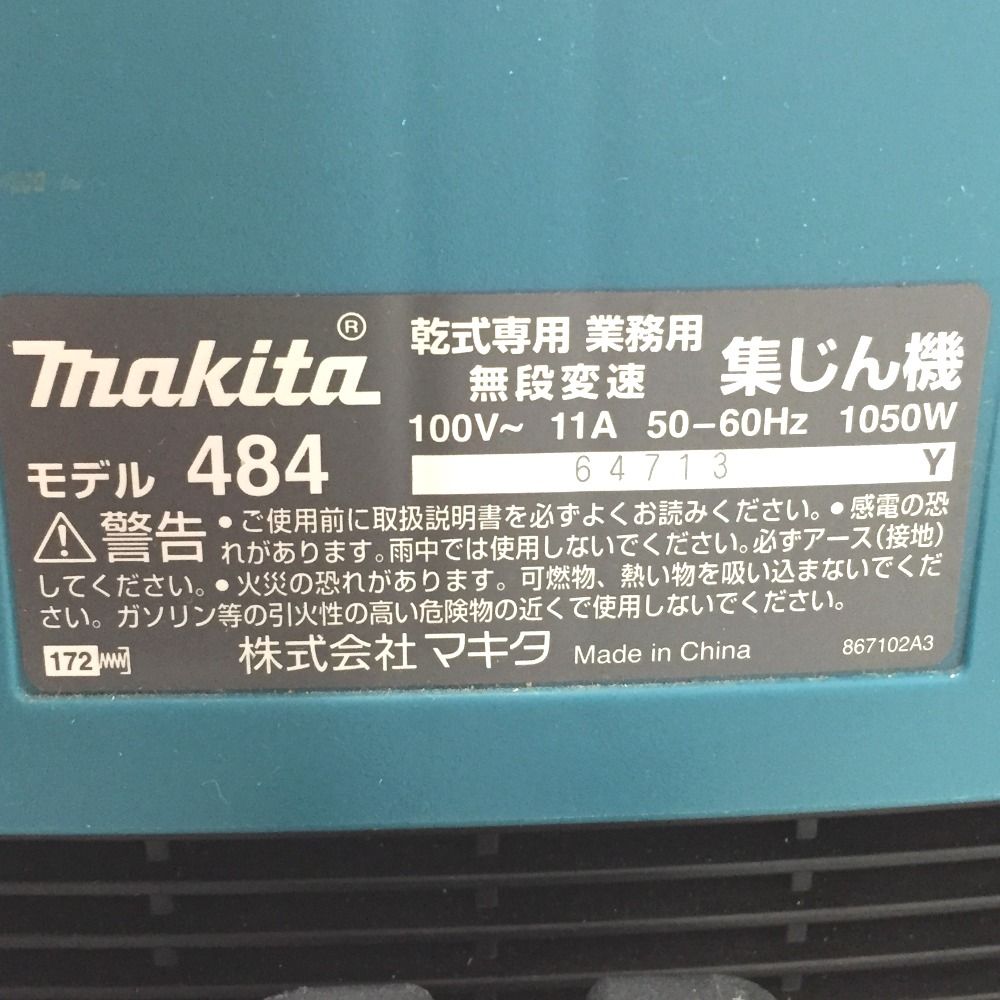 makita®
乾式専用 業務用
無段変速
集じん機
100V~ 11A 50-60Hz 1050W
モデル 484
64713 Y
警告 ●ご使用前に取扱説明書を必ずよくお読みください。●感電の恐
れがあります。雨中では使用しないでください。必ずアース(接地)
してください。●火災の恐れがあります。可燃物、熱い物を吸い込まないでくだ
さい。ガソリン等の引火性の高い危険物の近くで使用しないでください。
172 株式会社マキタ Made in China 867102A3